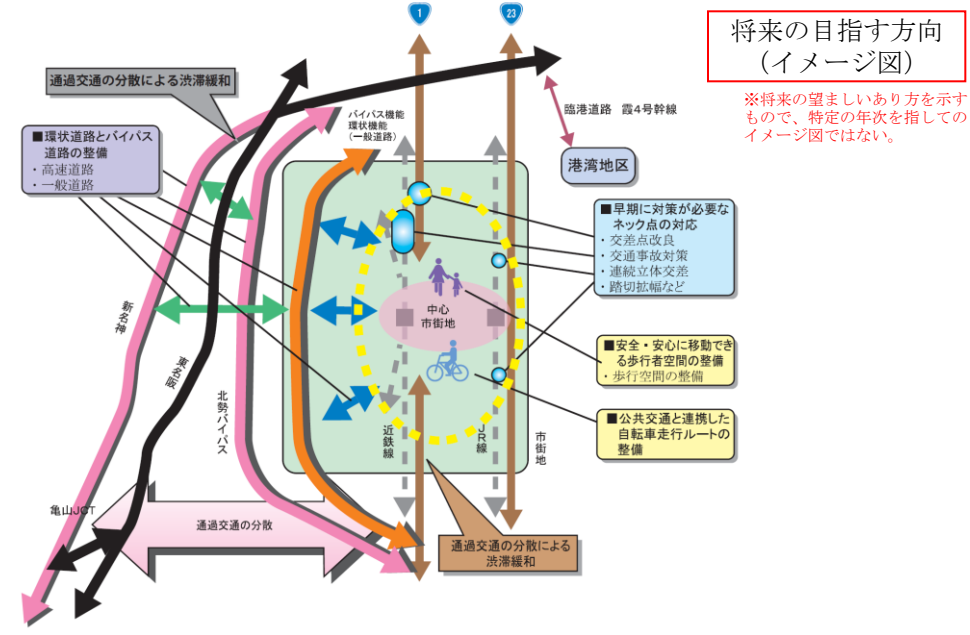 1
23
将来の目指す方向
(イメージ図)
※将来の望ましいあり方を示す
もので、特定の年次を指しての
イメージ図ではない。
通過交通の分散による渋滞緩和
臨港道路 霞4号幹線
港湾地区
バイパス機能
環状機能
(一般道路)
■環状道路とバイパス
道路の整備
・高速道路
・一般道路
■早期に対策が必要な
ネック点の対応
・交差点改良
・交通事故対策
・連続立体交差
・踏切拡幅など
中心
市街地
新名神
東名阪
北勢バイパス
近鉄線
JR線
市街地
■安全・安心に移動でき
る歩行者空間の整備
・歩行空間の整備
■公共交通と連携した
自転車走行ルートの
整備
亀山JCT
通過交通の分散
通過交通の分散による
渋滞緩和